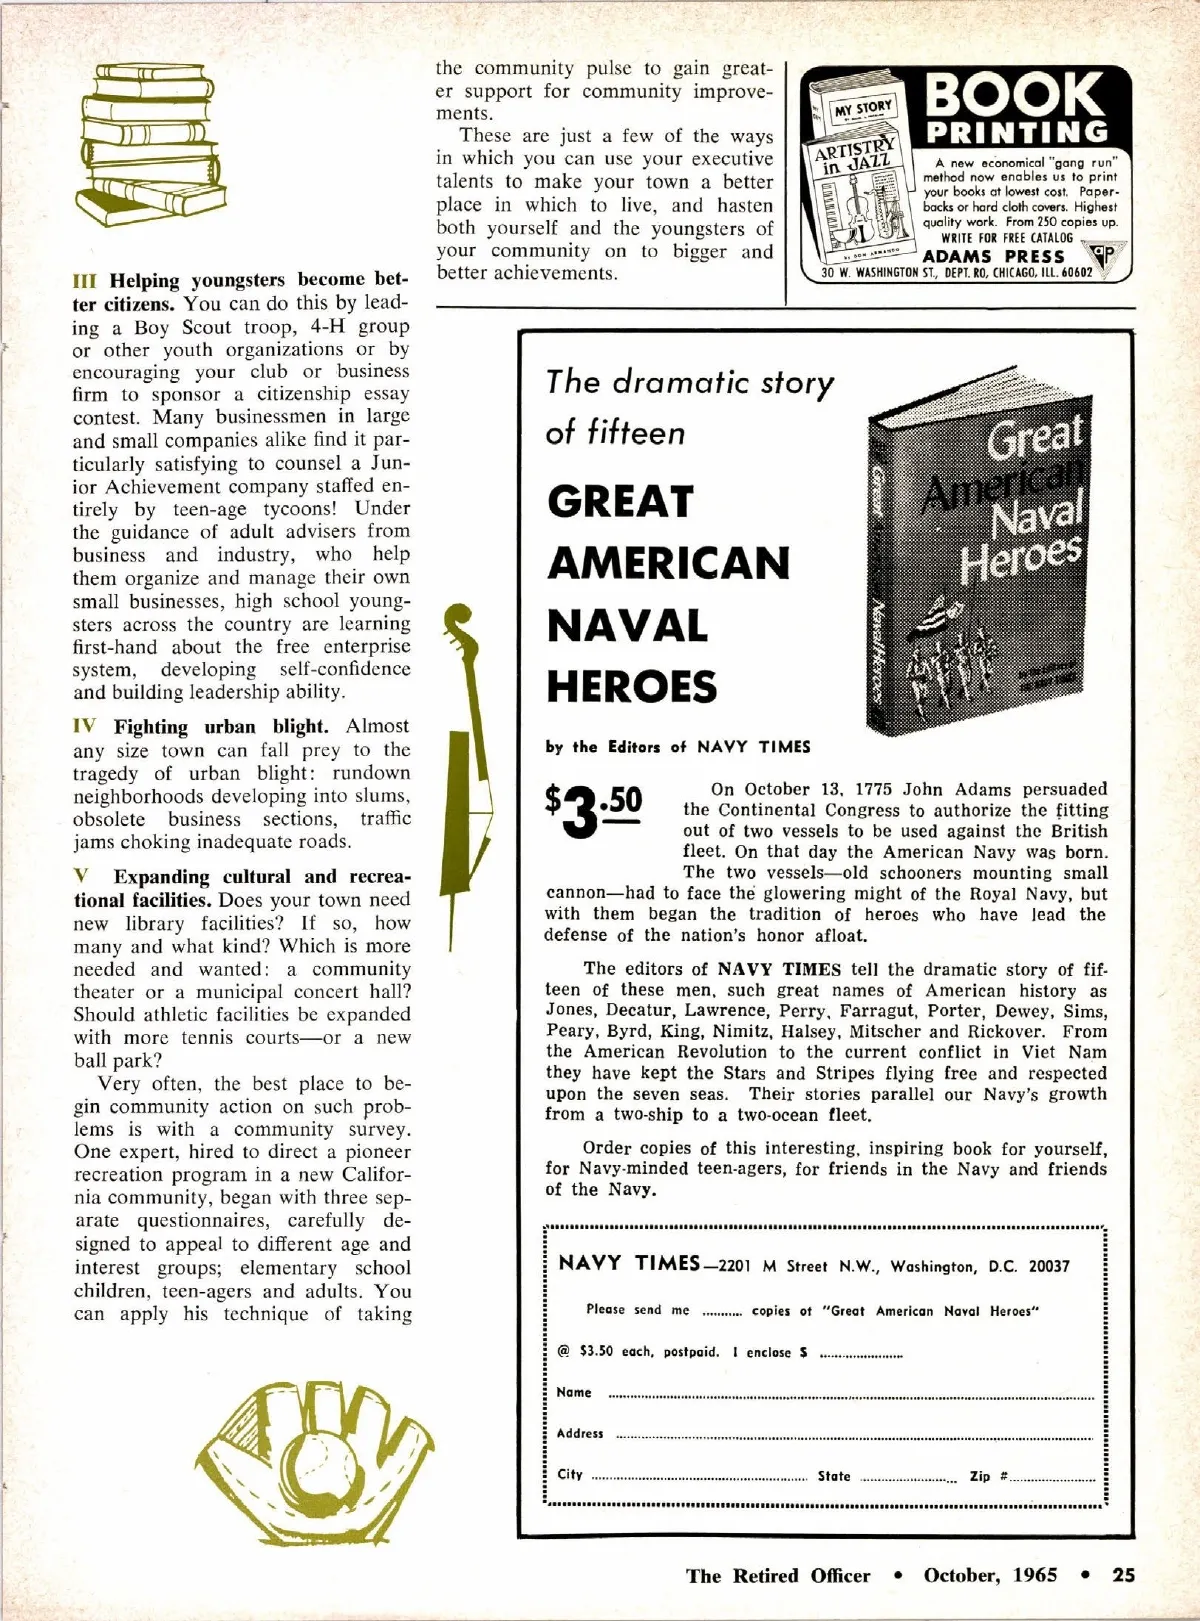 III Helping youngsters become bet-
ter citizens. You can do this by lead-
ing a Boy Scout troop, 4-H group
or other youth organizations or by
encouraging your club or business
firm to sponsor a citizenship essay
contest. Many businessmen in large
and small companies alike find it par-
ticularly satisfying to counsel a Jun-
ior Achievement company staffed en-
tirely by teen-age tycoons! Under
the guidance of adult advisers from
business and industry, who help
them organize and manage their own
small businesses, high school young-
sters across the country are learning
first-hand about the free enterprise
system, developing self-confidence
and building leadership ability.
IV Fighting urban blight. Almost
any size town can fall prey to the
tragedy of urban blight: rundown
neighborhoods developing into slums,
obsolete business sections, traffic
jams choking inadequate roads.
V Expanding cultural and recrea-
tional facilities. Does your town need
new library facilities? If so, how
many and what kind? Which is more
needed and wanted: a community
theater or a municipal concert hall?
Should athletic facilities be expanded
with more tennis courts—or a new
ball park?
Very often, the best place to be-
gin community action on such prob-
lems is with a community survey.
One expert, hired to direct a pioneer
recreation program in a new Califor-
nia community, began with three sep-
arate questionnaires, carefully de-
signed to appeal to different age and
interest groups; elementary school
children, teen-agers and adults. You
can apply his technique of taking
the community pulse to gain great-
er support for community improve-
ments.
These are just a few of the ways
in which you can use your executive
talents to make your town a better
place in which to live, and hasten
both yourself and the youngsters of
your community on to bigger and
better achievements.
MY STORY
ARTISTRY
in JAZZ
BY DON ARMANDO
BOOK
PRINTING
A new economical "gang run"
method now enables us to print
your books at lowest cost. Paper-
backs or hard cloth covers. Highest
quality work. From 250 copies up.
WRITE FOR FREE CATALOG
ADAMS PRESS
ap
30 W. WASHINGTON ST., DEPT. RO, CHICAGO, ILL. 60602
The dramatic story
of fifteen
GREAT
AMERICAN
NAVAL
HEROES
by the Editors of NAVY TIMES
Great
American
Naval
Heroes
Great American Naval Heroes
$3.50
On October 13, 1775 John Adams persuaded
the Continental Congress to authorize the fitting
out of two vessels to be used against the British
fleet. On that day the American Navy was born.
The two vessels—old schooners mounting small
cannon—had to face the glowering might of the Royal Navy, but
with them began the tradition of heroes who have lead the
defense of the nation's honor afloat.
The editors of NAVY TIMES tell the dramatic story of fif-
teen of these men, such great names of American history as
Jones, Decatur, Lawrence, Perry, Farragut, Porter, Dewey, Sims,
Peary, Byrd, King, Nimitz, Halsey, Mitscher and Rickover. From
the American Revolution to the current conflict in Viet Nam
they have kept the Stars and Stripes flying free and respected
upon the seven seas. Their stories parallel our Navy's growth
from a two-ship to a two-ocean fleet.
Order copies of this interesting, inspiring book for yourself,
for Navy-minded teen-agers, for friends in the Navy and friends
of the Navy.
NAVY TIMES—2201 M Street N.W., Washington, D.C. 20037
Please send me ........... copies of "Great American Naval Heroes"
@ $3.50 each, postpaid. I enclose $ ......................
Name ..........
Address ..........
City .......... State .......... Zip # ..........
The Retired Officer • October, 1965 • 25